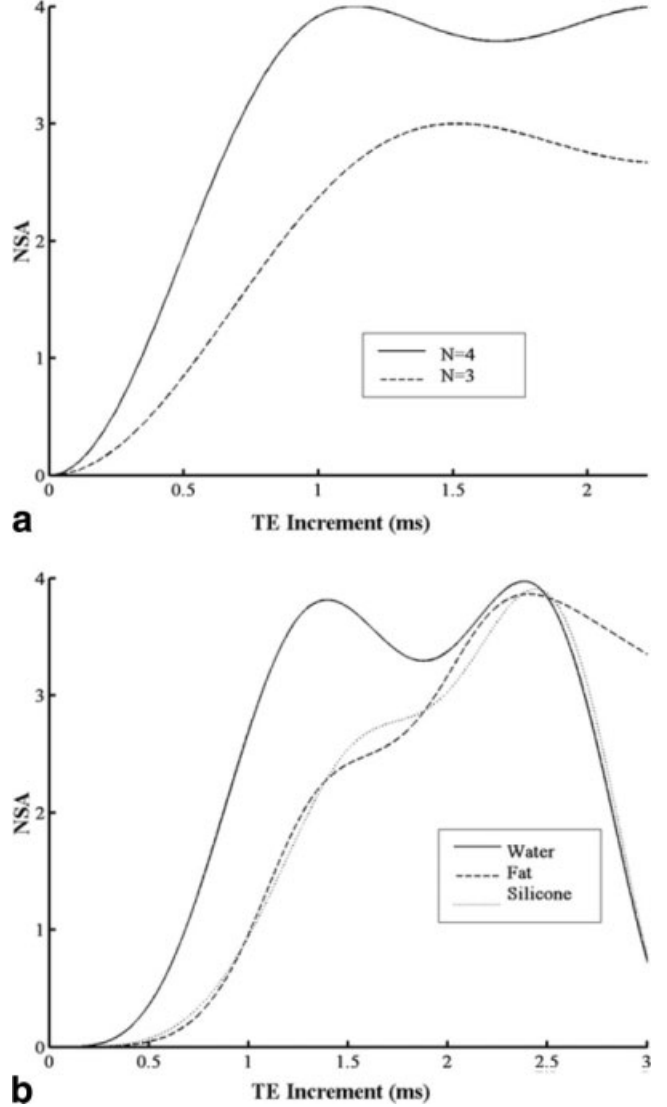 4
3
2
1
0
NSA
N=4
N=3
0 0.5 1 1.5 2
TE Increment (ms)
a
4
3
2
1
0
NSA
Water
Fat
Silicone
0 0.5 1 1.5 2 2.5 3
TE Increment (ms)
b